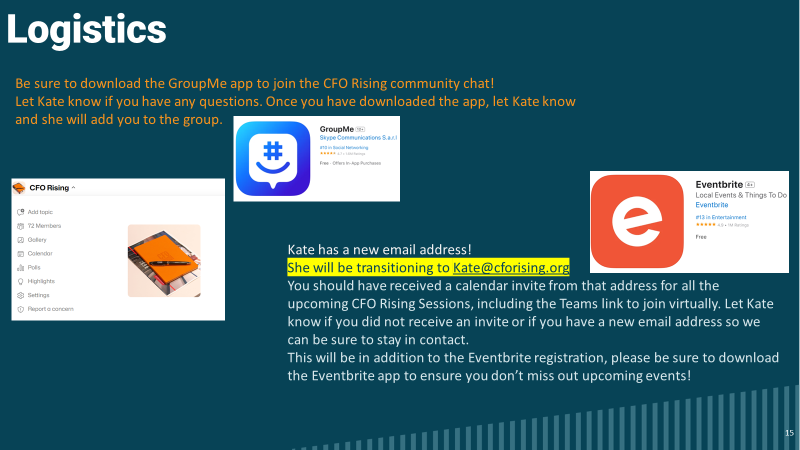 Logistics
Be sure to download the GroupMe app to join the CFO Rising community chat!
Let Kate know if you have any questions. Once you have downloaded the app, let Kate know
and she will add you to the group.
GroupMe
Skype Communications S.a.r.l
#10 in Social Networking
Free · Offers In-App Purchases
CFO Rising
Add topic
72 Members
Gallery
Calendar
Polls
Highlights
Settings
Report a concern
Eventbrite 4+
Local Events & Things To Do
Eventbrite
#13 in Entertainment
Free
Kate has a new email address!
She will be transitioning to Kate@cforising.org
You should have received a calendar invite from that address for all the
upcoming CFO Rising Sessions, including the Teams link to join virtually. Let Kate
know if you did not receive an invite or if you have a new email address so we
can be sure to stay in contact.
This will be in addition to the Eventbrite registration, please be sure to download
the Eventbrite app to ensure you don’t miss out upcoming events!
15